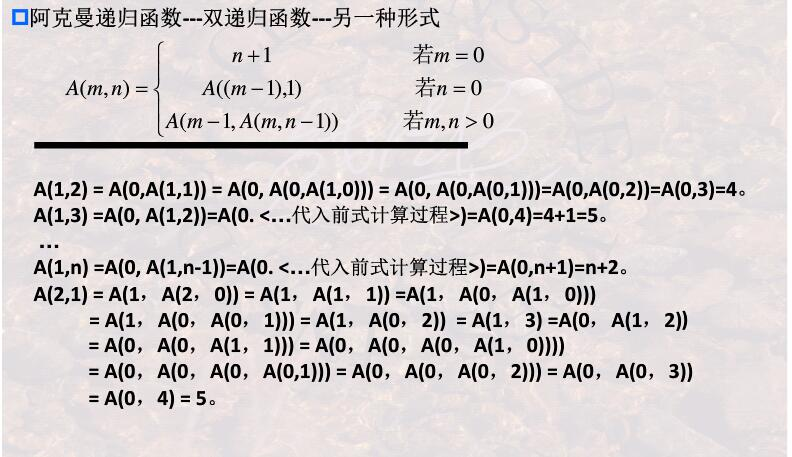 阿克曼递归函数---双递归函数---另一种形式
n+1 若m=0
A(m,n)= A((m−1),1) 若n=0
A(m−1, A(m,n−1)) 若m,n>0
A(1,2) = A(0,A(1,1)) = A(0, A(0,A(1,0))) = A(0, A(0,A(0,1)))=A(0,A(0,2))=A(0,3)=4。
A(1,3) =A(0, A(1,2))=A(0. <…代入前式计算过程>)=A(0,4)=4+1=5。
…
A(1,n) =A(0, A(1,n-1))=A(0. <…代入前式计算过程>)=A(0,n+1)=n+2。
A(2,1) = A(1，A(2，0)) = A(1，A(1，1)) =A(1，A(0，A(1，0)))
= A(1，A(0，A(0，1))) = A(1，A(0，2)) = A(1，3) =A(0，A(1，2))
= A(0，A(0，A(1，1))) = A(0，A(0，A(0，A(1，0))))
= A(0，A(0，A(0，A(0,1))) = A(0，A(0，A(0，2))) = A(0，A(0，3))
= A(0，4) = 5。